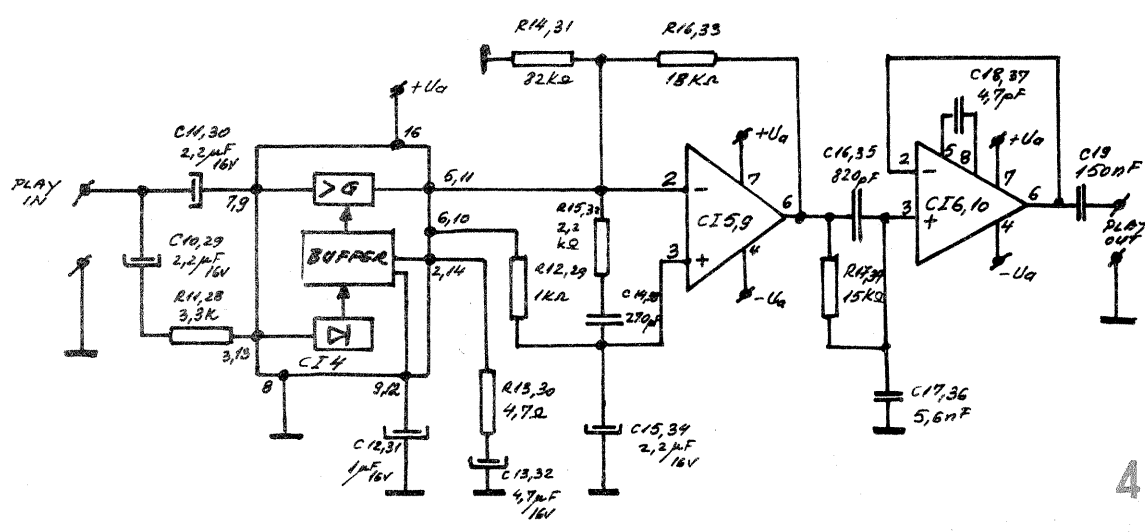 R14,31
82KΩ
R16,33
18KΩ
+Ua
C11,30
2,2µF
16V
16
PLAY
IN
7,9
>G
5,11
C10,29
2,2µF
16V
BUFFER
6,10
2,14
R11,28
3,3K
3,13
CI4
8
9,12
C12,31
1µF
16V
R12,29
1KΩ
R13,30
4,7Ω
C13,32
4,7µF
16V
R15,32
2,2
kΩ
270pF
C15,34
2,2µF
16V
2
-
3
+
+Ua
7
CI5,9
6
4
-Ua
C16,35
820pF
R17,34
15KΩ
C17,36
5,6nF
2
-
3
+
5
8
C18,37
4,7pF
+Ua
7
CI6,10
6
4
-Ua
C19
150nF
PLAY
OUT
4